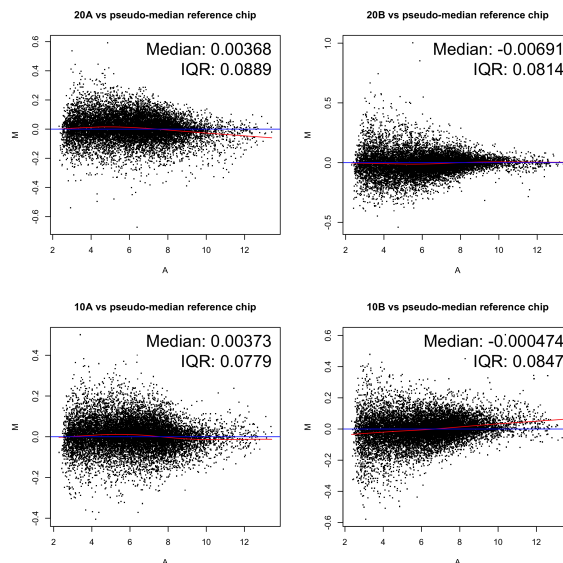 20A vs pseudo-median reference chip
Median: 0.00368
IQR: 0.0889
M
0.6
0.4
0.2
0.0
-0.2
-0.4
-0.6
2 4 6 8 10 12
A
20B vs pseudo-median reference chip
Median: -0.00691
IQR: 0.0814
M
1.0
0.5
0.0
-0.5
2 4 6 8 10 12
A
10A vs pseudo-median reference chip
Median: 0.00373
IQR: 0.0779
M
0.4
0.2
0.0
-0.2
-0.4
2 4 6 8 10 12
A
10B vs pseudo-median reference chip
Median: -0.000474
IQR: 0.0847
M
0.6
0.4
0.2
0.0
-0.2
-0.4
-0.6
2 4 6 8 10 12
A